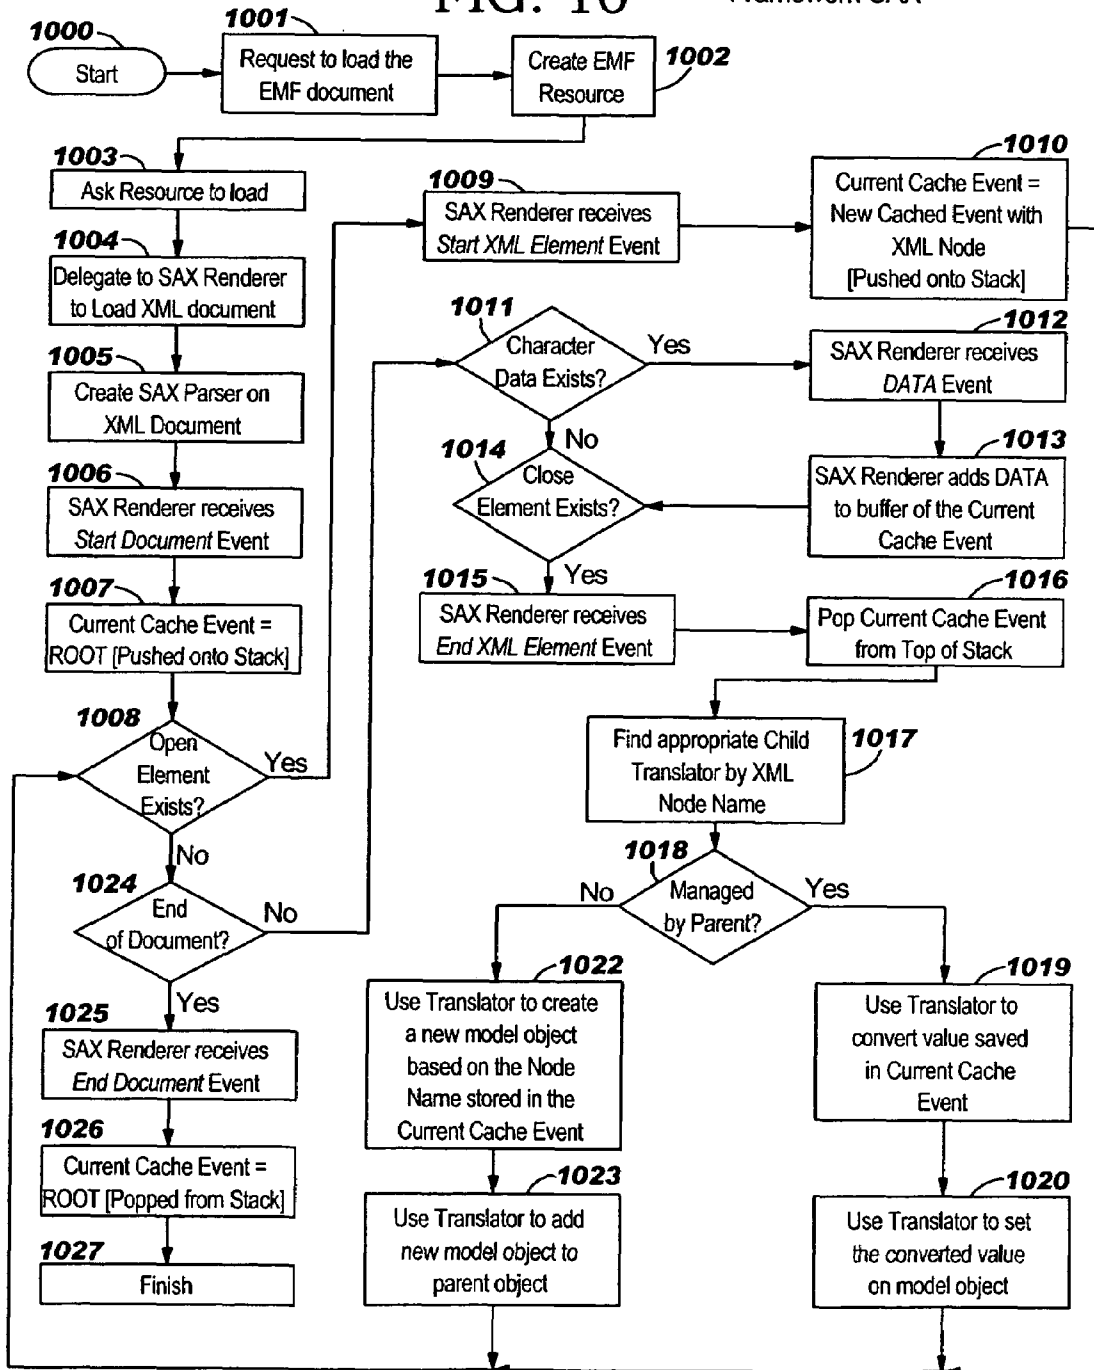 FIG. 10
Framework SAX
1000
Start
1001
Request to load the
EMF document
Create EMF
Resource
1002
1003
Ask Resource to load
1004
Delegate to SAX Renderer
to Load XML document
1005
Create SAX Parser on
XML Document
1006
SAX Renderer receives
Start Document Event
1007
Current Cache Event =
ROOT [Pushed onto Stack]
1008
Open
Element
Exists?
Yes
No
1024
End
of Document?
No
Yes
1025
SAX Renderer receives
End Document Event
1026
Current Cache Event =
ROOT [Popped from Stack]
1027
Finish
1009
SAX Renderer receives
Start XML Element Event
1010
Current Cache Event =
New Cached Event with
XML Node
[Pushed onto Stack]
1011
Character
Data Exists?
Yes
No
1012
SAX Renderer receives
DATA Event
1013
SAX Renderer adds DATA
to buffer of the Current
Cache Event
1014
Close
Element Exists?
Yes
1015
SAX Renderer receives
End XML Element Event
1016
Pop Current Cache Event
from Top of Stack
Find appropriate Child
Translator by XML
Node Name
1017
1018
Managed
by Parent?
No
Yes
1022
Use Translator to create
a new model object
based on the Node
Name stored in the
Current Cache Event
1023
Use Translator to add
new model object to
parent object
1019
Use Translator to
convert value saved
in Current Cache
Event
1020
Use Translator to set
the converted value
on model object